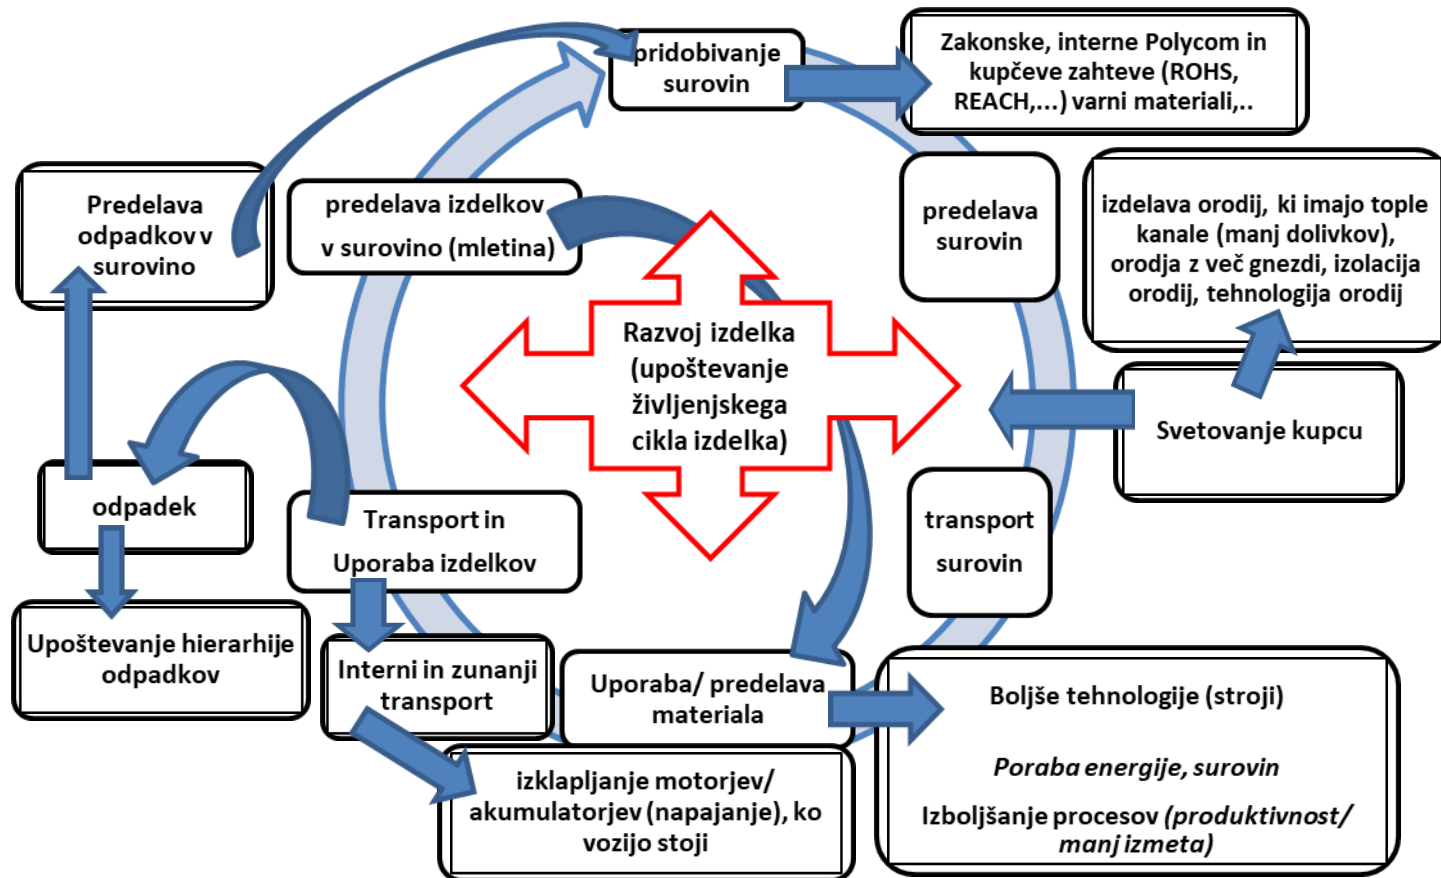 pridobivanje
surovin
Zakonske, interne Polycom in
kupčeve zahteve (ROHS,
REACH,...) varni materiali,..
Predelava
odpadkov v
surovino
predelava izdelkov
v surovino (mletina)
predelava
surovin
izdelava orodij, ki imajo tople
kanale (manj dolivkov),
orodja z več gnezdi, izolacija
orodij, tehnologija orodij
Razvoj izdelka
(upoštevanje
življenjskega
cikla izdelka)
Svetovanje kupcu
odpadek
Transport in
Uporaba izdelkov
transport
surovin
Upoštevanje hierarhije
odpadkov
Interni in zunanji
transport
Uporaba/ predelava
materiala
Boljše tehnologije (stroji)
Poraba energije, surovin
Izboljšanje procesov (produktivnost/
manj izmeta)
izklapljanje motorjev/
akumulatorjev (napajanje), ko
vozijo stoji